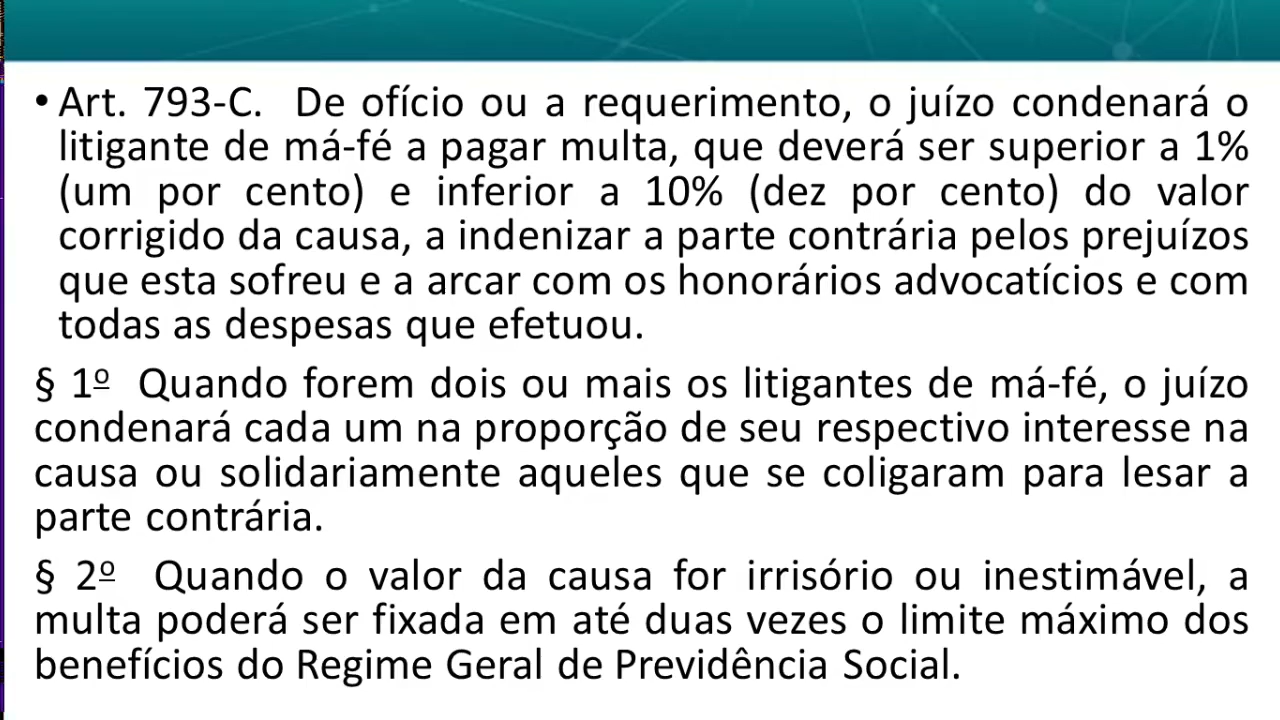 • Art. 793-C. De ofício ou a requerimento, o juízo condenará o
litigante de má-fé a pagar multa, que deverá ser superior a 1%
(um por cento) e inferior a 10% (dez por cento) do valor
corrigido da causa, a indenizar a parte contrária pelos prejuízos
que esta sofreu e a arcar com os honorários advocatícios e com
todas as despesas que efetuou.
§ 1º Quando forem dois ou mais os litigantes de má-fé, o juízo
condenará cada um na proporção de seu respectivo interesse na
causa ou solidariamente aqueles que se coligaram para lesar a
parte contrária.
§ 2º Quando o valor da causa for irrisório ou inestimável, a
multa poderá ser fixada em até duas vezes o limite máximo dos
benefícios do Regime Geral de Previdência Social.